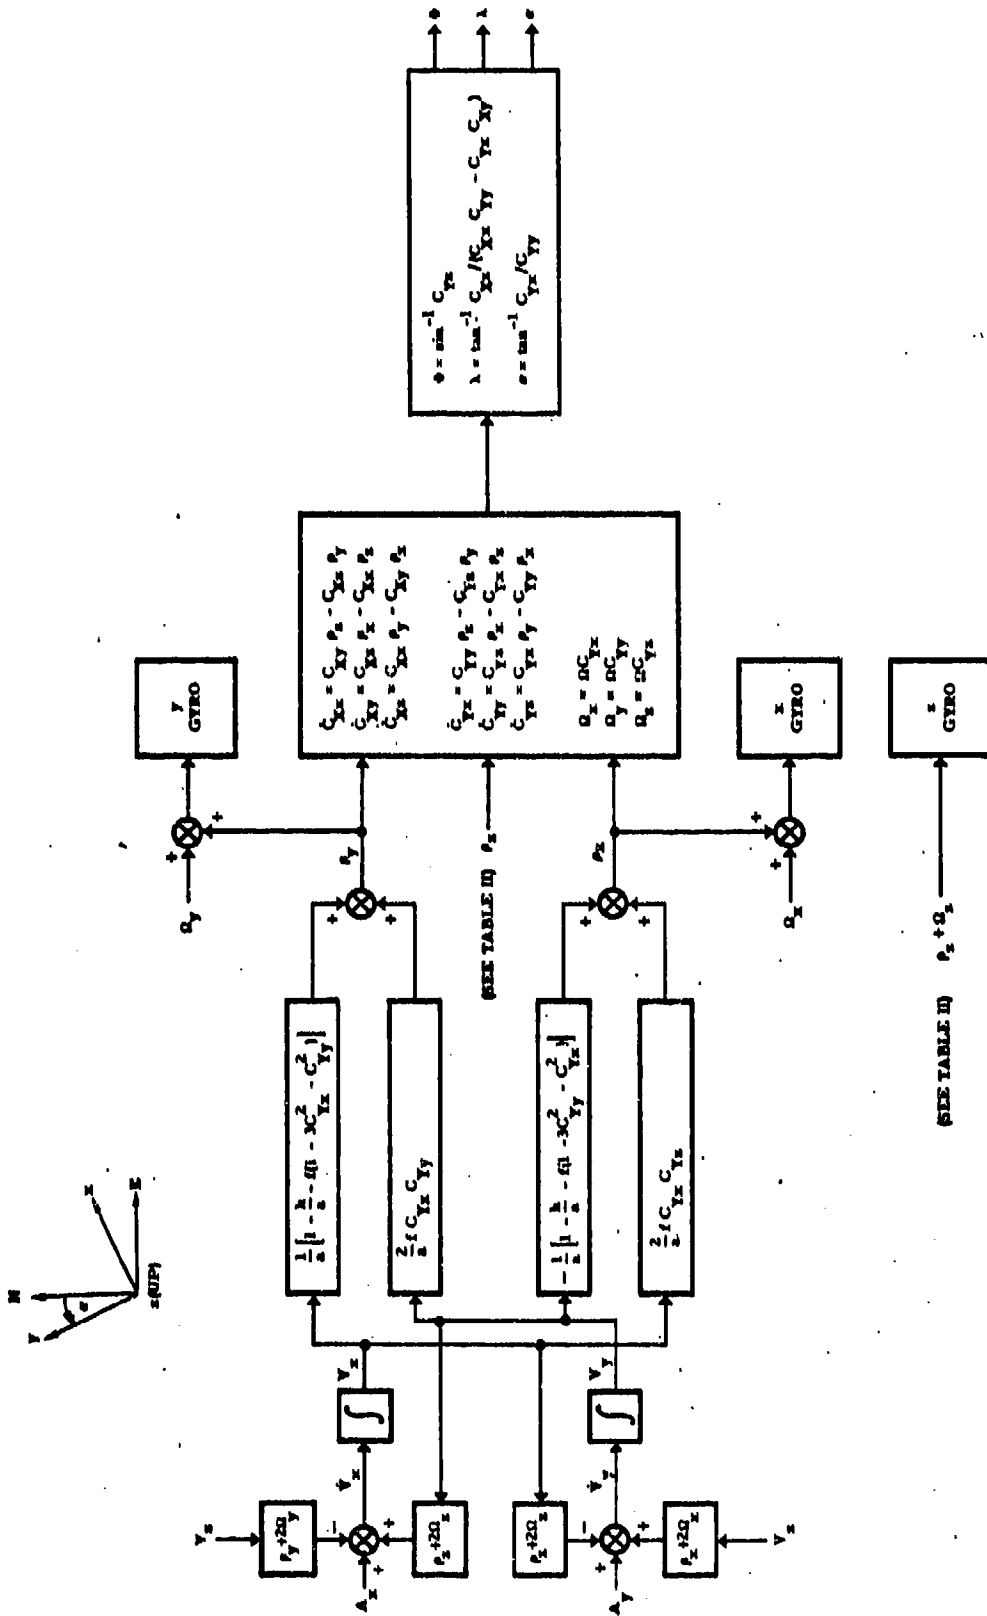 N
y
α
x
E
z(UP)
V_z
ρ_y+2Ω_y
−
A_x
+
+
V̇_x
∫
V_x
ρ_z+2Ω_z
ρ_z+2Ω_z
−
A_y
+
+
∫
V_y
ρ_x+2Ω_x
V_z
1/a [1 - h/a - f(1 - 3C²_Yx - C²_Yy)]
2/a f C_Yx C_Yy
- 1/a [1 - h/a - f(1 - 3C²_Yy - C²_Yx)]
2/a f C_Yx C_Yy
+
+
ρ_y
Ω_y
+
+
y
GYRO
(SEE TABLE II) ρ_z
+
+
ρ_x
Ω_x
+
+
x
GYRO
(SEE TABLE II) ρ_z + Ω_z
z
GYRO
Ċ_Xx = C_Xy ρ_z - C_Xz ρ_y
Ċ_Xy = C_Xz ρ_x - C_Xx ρ_z
Ċ_Xz = C_Xx ρ_y - C_Xy ρ_x
Ċ_Yx = C_Yy ρ_z - C_Yz ρ_y
Ċ_Yy = C_Yz ρ_x - C_Yx ρ_z
Ċ_Yz = C_Yx ρ_y - C_Yy ρ_x
Ω_x = ΩC_Yx
Ω_y = ΩC_Yy
Ω_z = ΩC_Yz
Φ = sin⁻¹ C_Yz
λ = tan⁻¹ C_Xz/(C_Xx C_Yy - C_Yx C_Xy)
α = tan⁻¹ C_Yx/C_Yy
Φ
λ
α